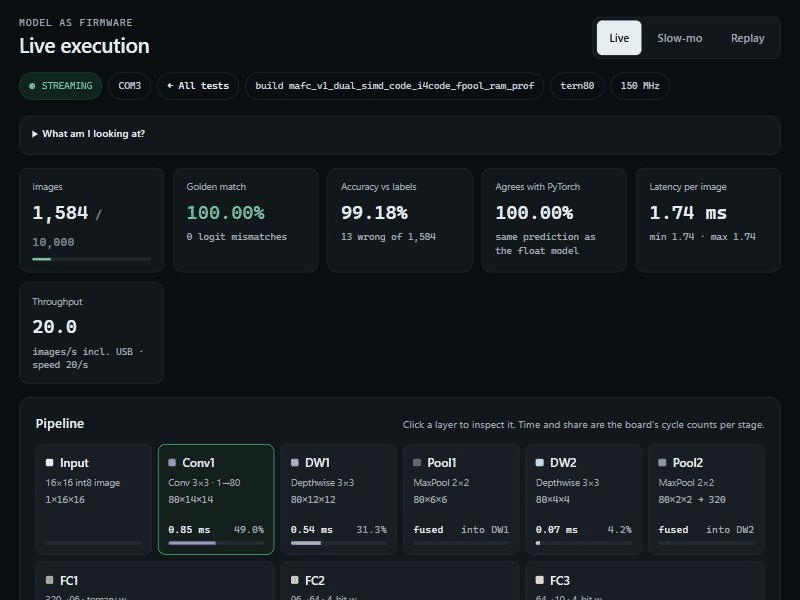 MODEL AS FIRMWARE
Live execution
Live Slow-mo Replay
STREAMING COM3 ← All tests build mafc_v1_dual_simd_code_i4code_fpool_ram_prof tern80 150 MHz
▶ What am I looking at?
Images
1,584 /
10,000
Golden match
100.00%
0 logit mismatches
Accuracy vs labels
99.18%
13 wrong of 1,584
Agrees with PyTorch
100.00%
same prediction as
the float model
Latency per image
1.74 ms
min 1.74 · max 1.74
Throughput
20.0
images/s incl. USB ·
speed 20/s
Pipeline
Click a layer to inspect it. Time and share are the board's cycle counts per stage.
Input
16×16 int8 image
1×16×16
Conv1
Conv 3×3 · 1→80
80×14×14
0.85 ms 49.0%
DW1
Depthwise 3×3
80×12×12
0.54 ms 31.3%
Pool1
MaxPool 2×2
80×6×6
fused into DW1
DW2
Depthwise 3×3
80×4×4
0.07 ms 4.2%
Pool2
MaxPool 2×2
80×2×2 → 320
fused into DW2
FC1
FC2
FC3